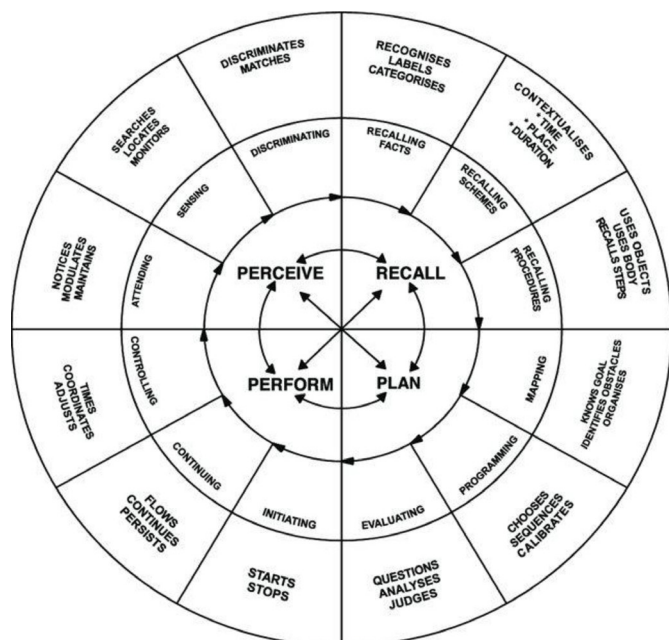 DISCRIMINATES
MATCHES
RECOGNISES
LABELS
CATEGORISES
CONTEXTUALISES
* TIME
* PLACE
* DURATION
USES OBJECTS
USES BODY
RECALLS STEPS
KNOWS GOAL
IDENTIFIES OBSTACLES
ORGANISES
CHOOSES
SEQUENCES
CALIBRATES
QUESTIONS
ANALYSES
JUDGES
STARTS
STOPS
FLOWS
CONTINUES
PERSISTS
TIMES
COORDINATES
ADJUSTS
NOTICES
MODULATES
MAINTAINS
SEARCHES
LOCATES
MONITORS
DISCRIMINATING
RECALLING
FACTS
RECALLING
SCHEMES
RECALLING
PROCEDURES
MAPPING
PROGRAMMING
EVALUATING
INITIATING
CONTINUING
CONTROLLING
ATTENDING
SENSING
PERCEIVE
RECALL
PERFORM
PLAN